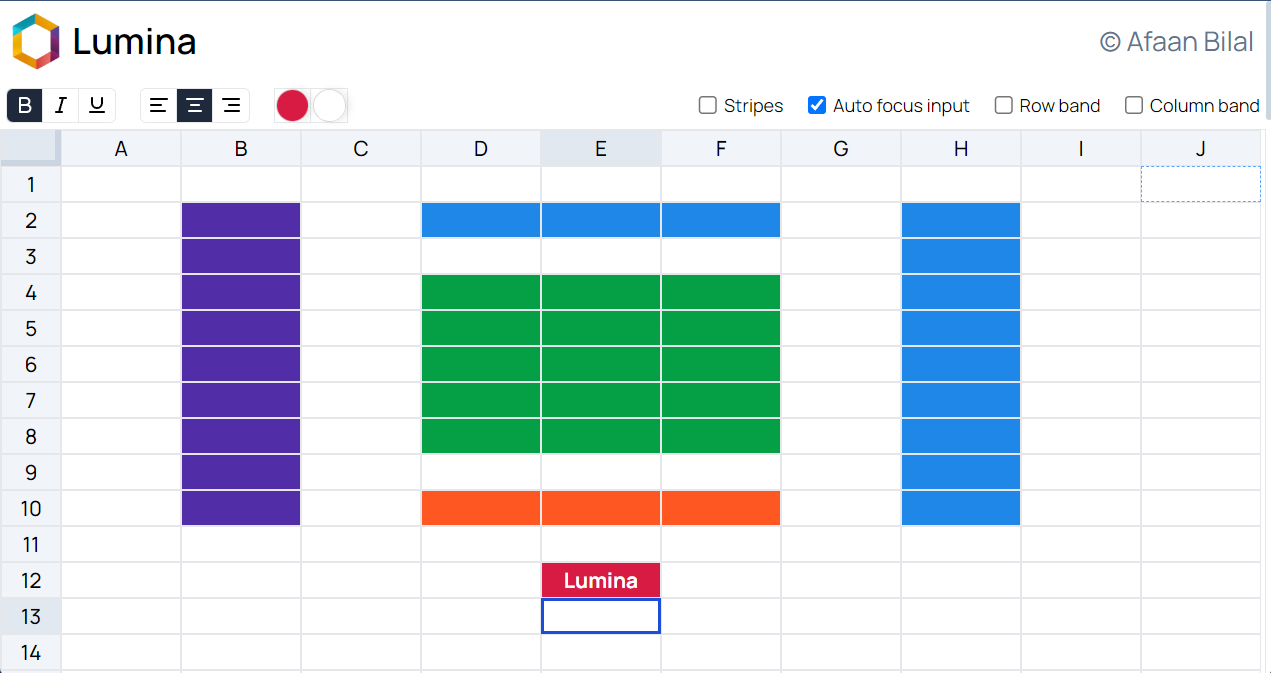 Lumina
© Afaan Bilal
B I U
Stripes
Auto focus input
Row band
Column band
A B C D E F G H I J
1
2
3
4
5
6
7
8
9
10
11
12 Lumina
13
14